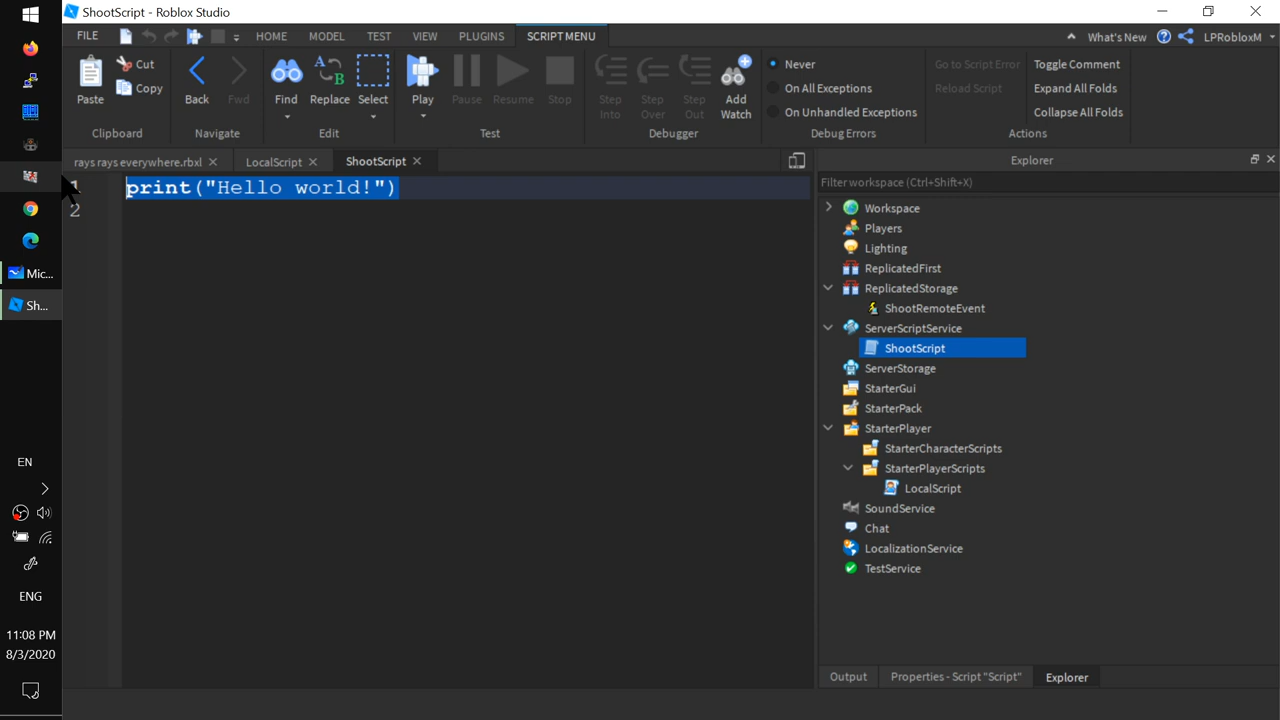 ShootScript - Roblox Studio
FILE HOME MODEL TEST VIEW PLUGINS SCRIPT MENU What's New LPRobloxM
Paste Cut Copy
Clipboard
Back Fwd
Navigate
Find Replace Select
Edit
Play Pause Resume Stop
Test
Step Into Step Over Step Out Add Watch
Debugger
Never
On All Exceptions
On Unhandled Exceptions
Debug Errors
Go to Script Error
Reload Script
Toggle Comment
Expand All Folds
Collapse All Folds
Actions
rays rays everywhere.rbxl LocalScript ShootScript
1 print("Hello world!")
2
Explorer
Filter workspace (Ctrl+Shift+X)
Workspace
Players
Lighting
ReplicatedFirst
ReplicatedStorage
ShootRemoteEvent
ServerScriptService
ShootScript
ServerStorage
StarterGui
StarterPack
StarterPlayer
StarterCharacterScripts
StarterPlayerScripts
LocalScript
SoundService
Chat
LocalizationService
TestService
Output Properties - Script "Script" Explorer
Mic...
Sh...
EN
ENG
11:08 PM
8/3/2020